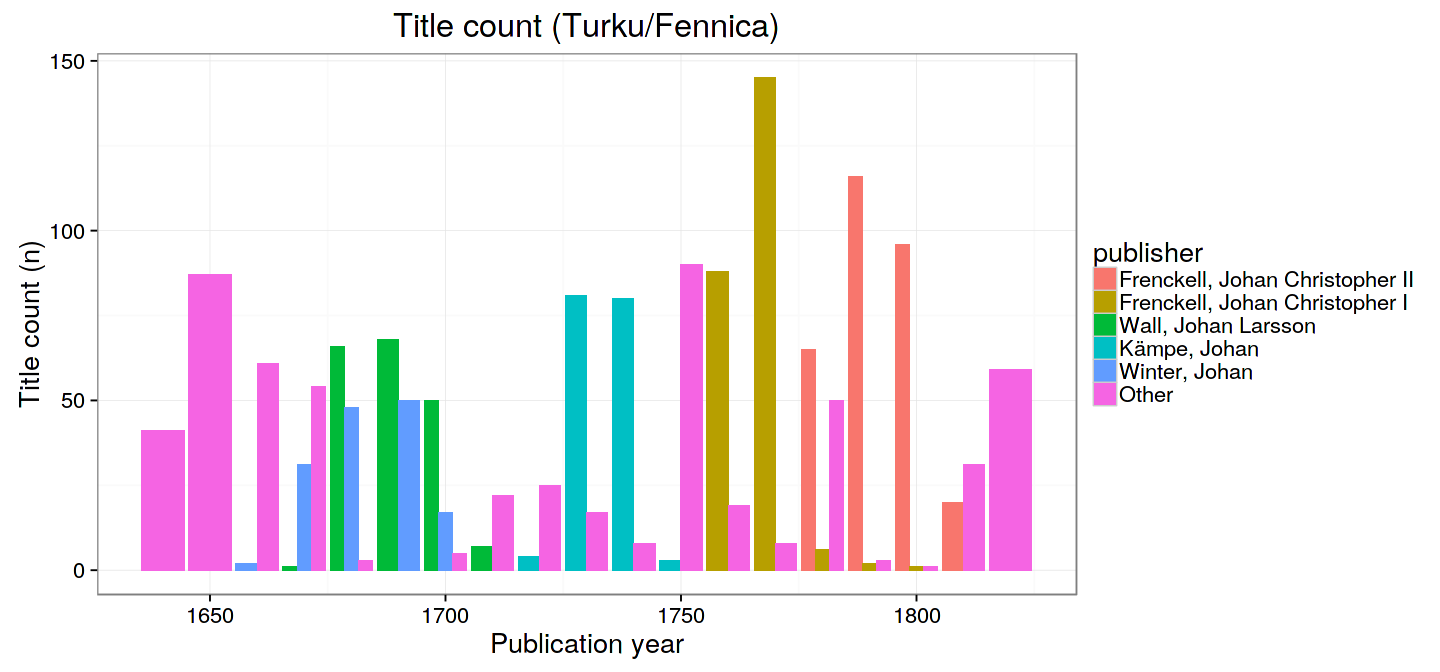 Title count (Turku/Fennica)
Title count (n)
150
100
50
0
1650
1700
1750
1800
Publication year
publisher
Frenckell, Johan Christopher II
Frenckell, Johan Christopher I
Wall, Johan Larsson
Kämpe, Johan
Winter, Johan
Other